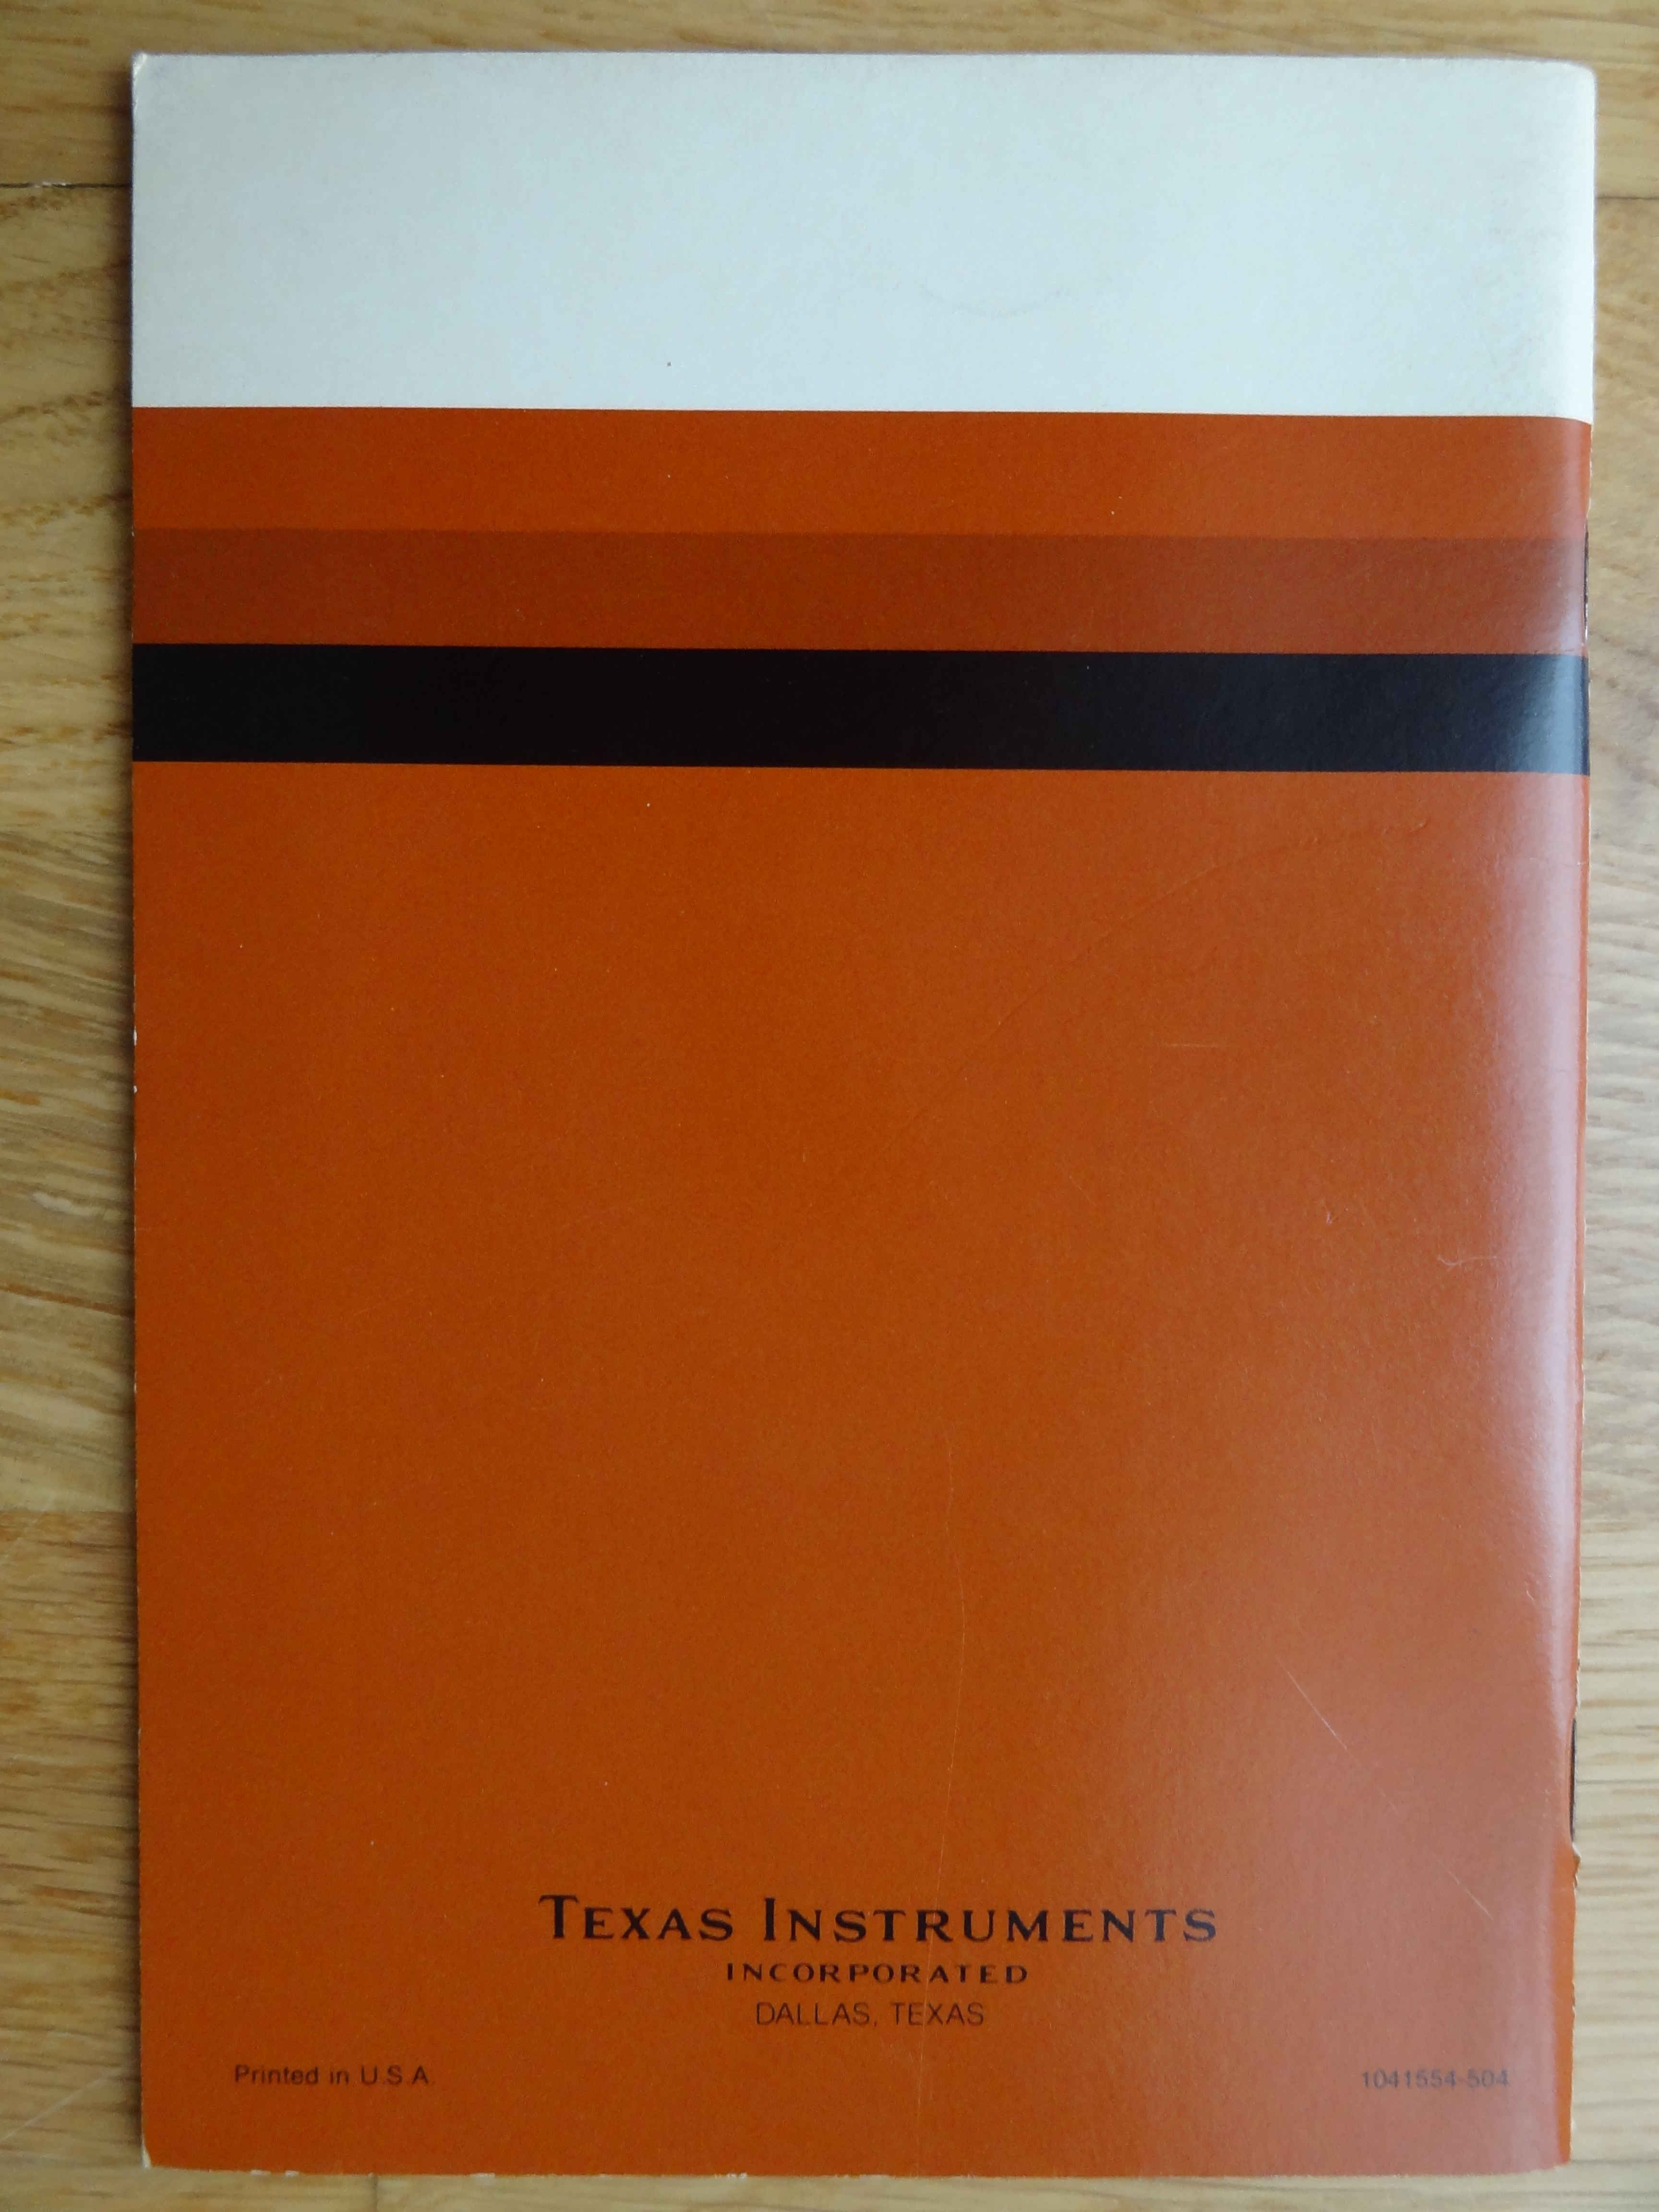 TEXAS INSTRUMENTS
INCORPORATED
DALLAS, TEXAS
Printed in U.S.A.
1041554-504